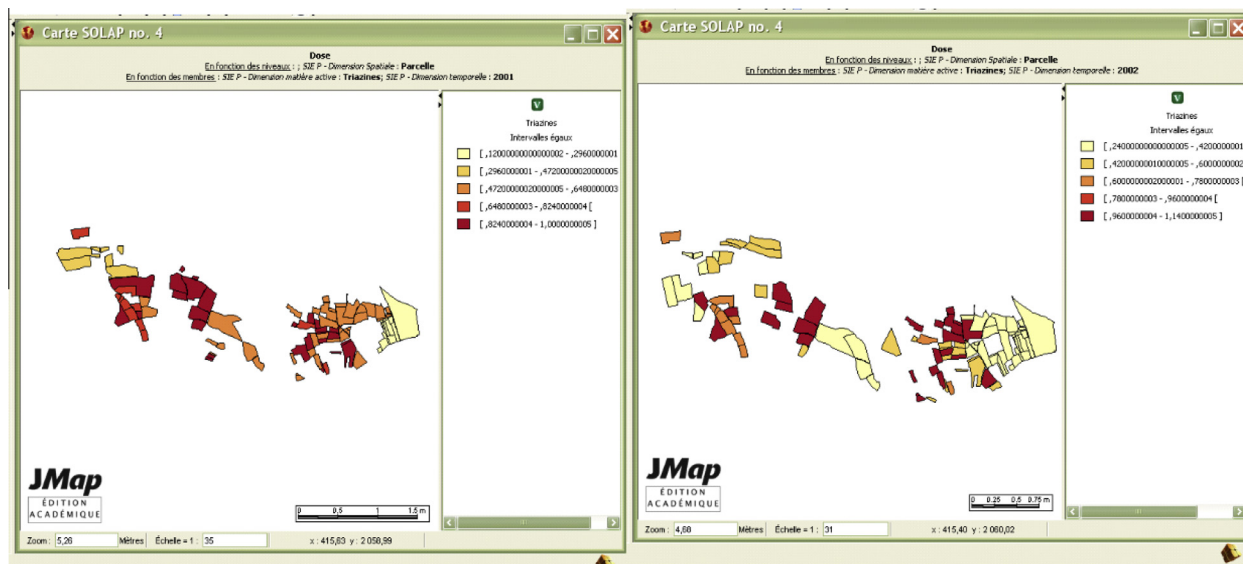 Carte SOLAP no. 4
Dose
En fonction des niveaux : ; SIE P - Dimension Spatiale : Parcelle
En fonction des membres : SIE P - Dimension matière active : Triazines; SIE P - Dimension temporelle : 2001
V
Triazines
Intervalles égaux
[ ,12000000000000002 - ,2960000001
[ ,2960000001 - ,47200000020000005
[ ,47200000020000005 - ,6480000003
[ ,6480000003 - ,8240000004 [
[ ,8240000004 - 1,0000000005 ]
JMap
ÉDITION
ACADÉMIQUE
0 0.5 1 1.5 m
Zoom : 5,26 Mètres Échelle = 1 : 35 x : 415,63 y : 2 058,99
Carte SOLAP no. 4
Dose
En fonction des niveaux : ; SIE P - Dimension Spatiale : Parcelle
En fonction des membres : SIE P - Dimension matière active : Triazines; SIE P - Dimension temporelle : 2002
V
Triazines
Intervalles égaux
[ ,24000000000000005 - ,4200000001
[ ,42000000010000005 - ,6000000002
[ ,6000000002000001 - ,7800000003 [
[ ,7800000003 - ,9600000004 [
[ ,9600000004 - 1,1400000005 ]
JMap
ÉDITION
ACADÉMIQUE
0 0.25 0.5 0.75 m
Zoom : 4,68 Mètres Échelle = 1 : 31 x : 415,40 y : 2 060,02